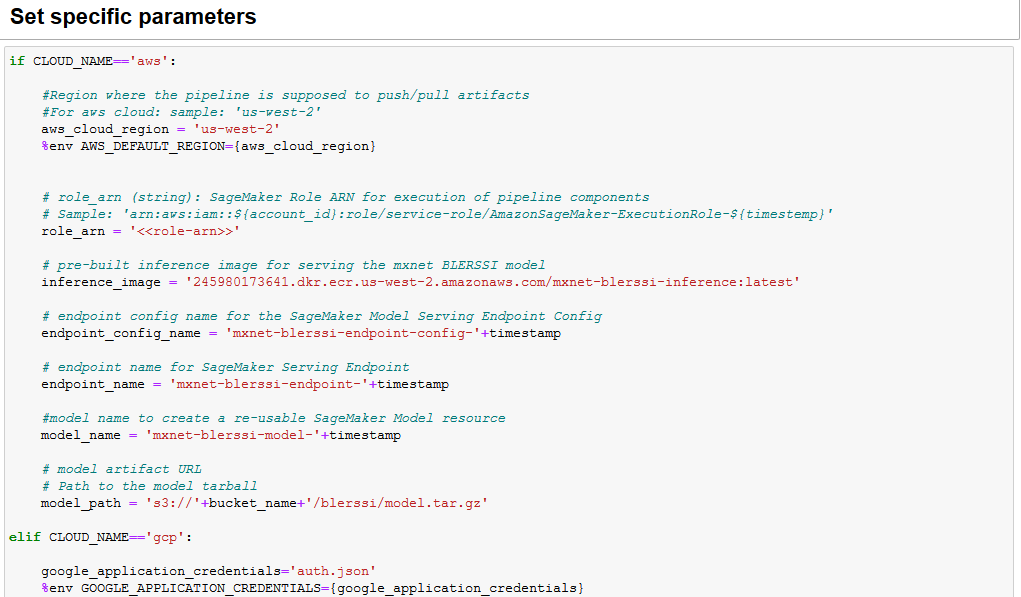 Set specific parameters
if CLOUD_NAME=='aws':
#Region where the pipeline is supposed to push/pull artifacts
#For aws cloud: sample: 'us-west-2'
aws_cloud_region = 'us-west-2'
%env AWS_DEFAULT_REGION={aws_cloud_region}
# role_arn (string): SageMaker Role ARN for execution of pipeline components
# Sample: 'arn:aws:iam::${account_id}:role/service-role/AmazonSageMaker-ExecutionRole-${timestemp}'
role_arn = '<<role-arn>>'
# pre-built inference image for serving the mxnet BLERSSI model
inference_image = '245980173641.dkr.ecr.us-west-2.amazonaws.com/mxnet-blerssi-inference:latest'
# endpoint config name for the SageMaker Model Serving Endpoint Config
endpoint_config_name = 'mxnet-blerssi-endpoint-config-'+timestamp
# endpoint name for SageMaker Serving Endpoint
endpoint_name = 'mxnet-blerssi-endpoint-'+timestamp
#model name to create a re-usable SageMaker Model resource
model_name = 'mxnet-blerssi-model-'+timestamp
# model artifact URL
# Path to the model tarball
model_path = 's3://'+bucket_name+'/blerssi/model.tar.gz'
elif CLOUD_NAME=='gcp':
google_application_credentials='auth.json'
%env GOOGLE_APPLICATION_CREDENTIALS={google_application_credentials}